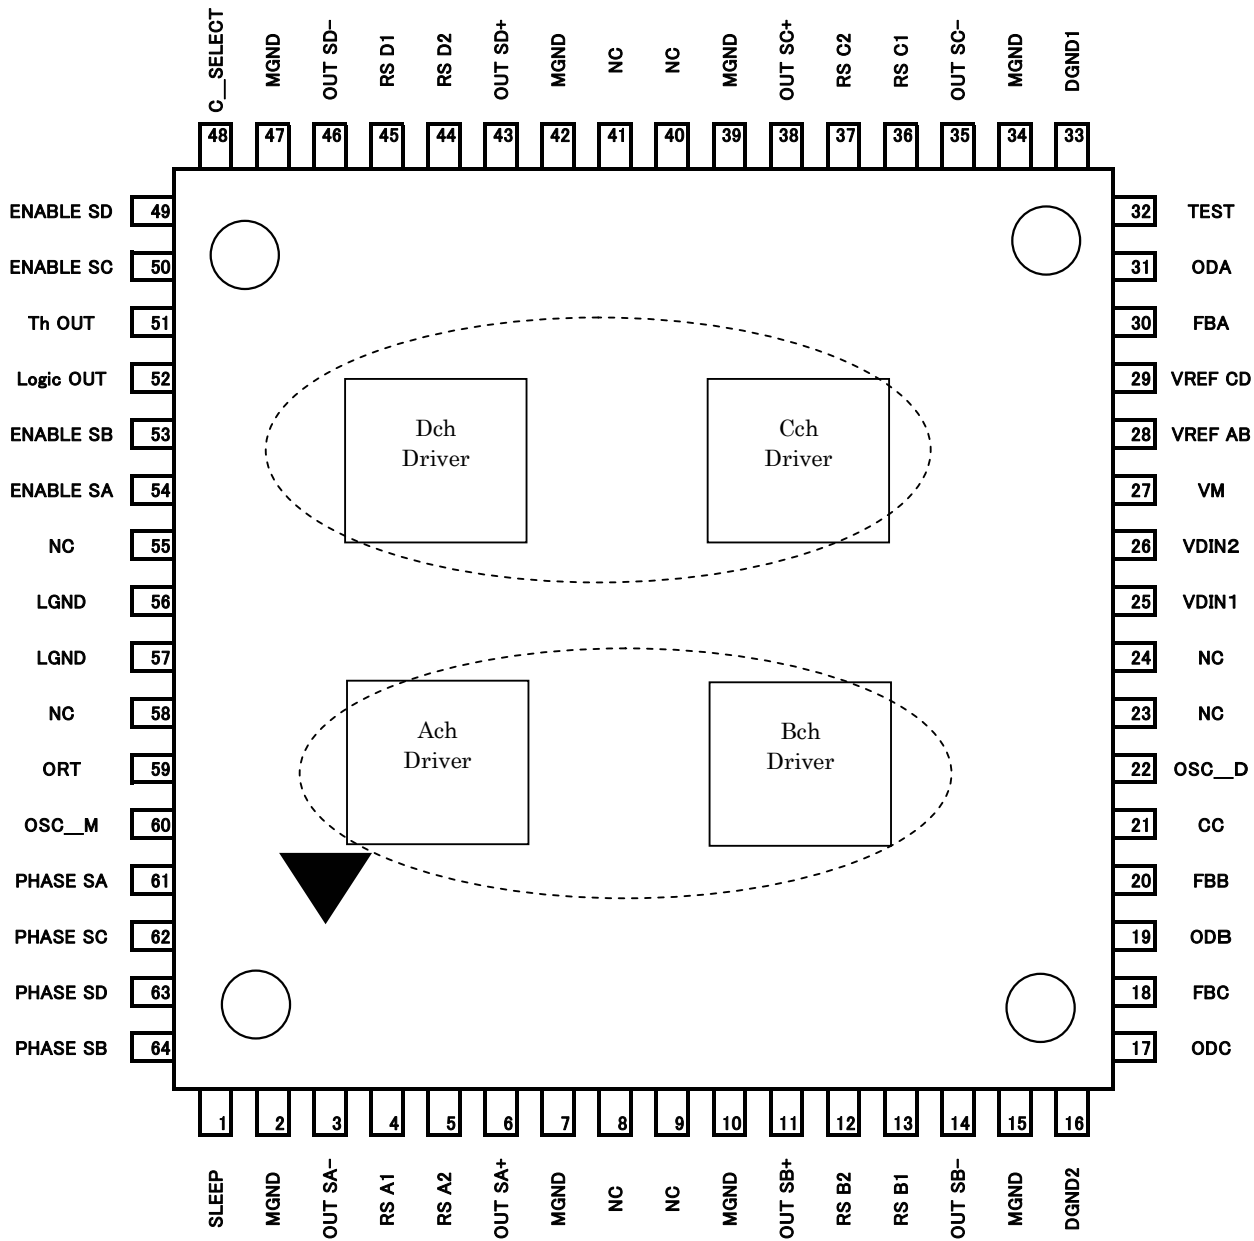 C__SELECT
MGND
OUT SD-
RS D1
RS D2
OUT SD+
MGND
NC
NC
MGND
OUT SC+
RS C2
RS C1
OUT SC-
MGND
DGND1
48 47 46 45 44 43 42 41 40 39 38 37 36 35 34 33
ENABLE SD 49
ENABLE SC 50
Th OUT 51
Logic OUT 52
ENABLE SB 53
ENABLE SA 54
NC 55
LGND 56
LGND 57
NC 58
ORT 59
OSC__M 60
PHASE SA 61
PHASE SC 62
PHASE SD 63
PHASE SB 64
Dch
Driver
Cch
Driver
Ach
Driver
Bch
Driver
32 TEST
31 ODA
30 FBA
29 VREF CD
28 VREF AB
27 VM
26 VDIN2
25 VDIN1
24 NC
23 NC
22 OSC__D
21 CC
20 FBB
19 ODB
18 FBC
17 ODC
1 2 3 4 5 6 7 8 9 10 11 12 13 14 15 16
SLEEP
MGND
OUT SA-
RS A1
RS A2
OUT SA+
MGND
NC
NC
MGND
OUT SB+
RS B2
RS B1
OUT SB-
MGND
DGND2